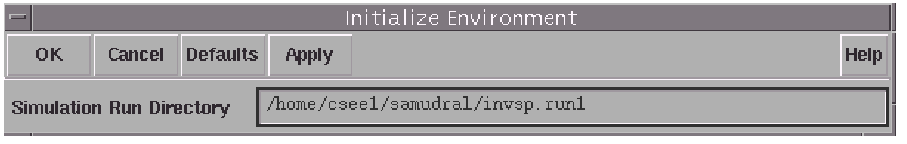 Initialize Environment
OK Cancel Defaults Apply Help
Simulation Run Directory /home/csee1/samudral/invsp.run1